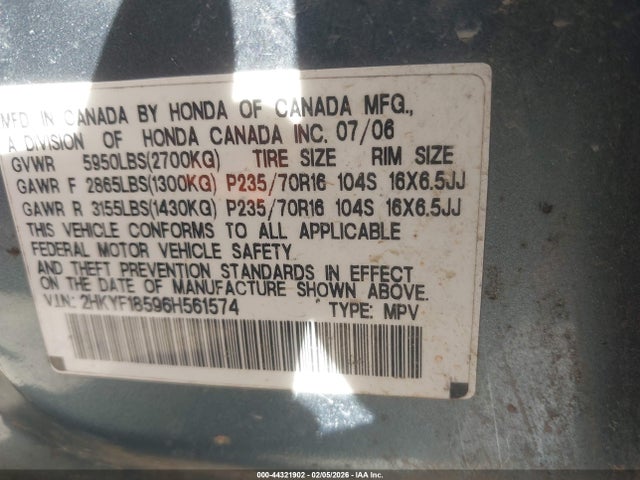 MFD IN CANADA BY HONDA OF CANADA MFG.,
A DIVISION OF HONDA CANADA INC. 07/06
GVWR 5950LBS(2700KG) TIRE SIZE RIM SIZE
GAWR F 2865LBS(1300KG) P235/70R16 104S 16X6.5JJ
GAWR R 3155LBS(1430KG) P235/70R16 104S 16X6.5JJ
THIS VEHICLE CONFORMS TO ALL APPLICABLE
FEDERAL MOTOR VEHICLE SAFETY
AND THEFT PREVENTION STANDARDS IN EFFECT
ON THE DATE OF MANUFACTURE SHOWN ABOVE.
VIN: 2HKYF18596H561574 TYPE: MPV
000-44321902 - 02/05/2026 - IAA Inc.